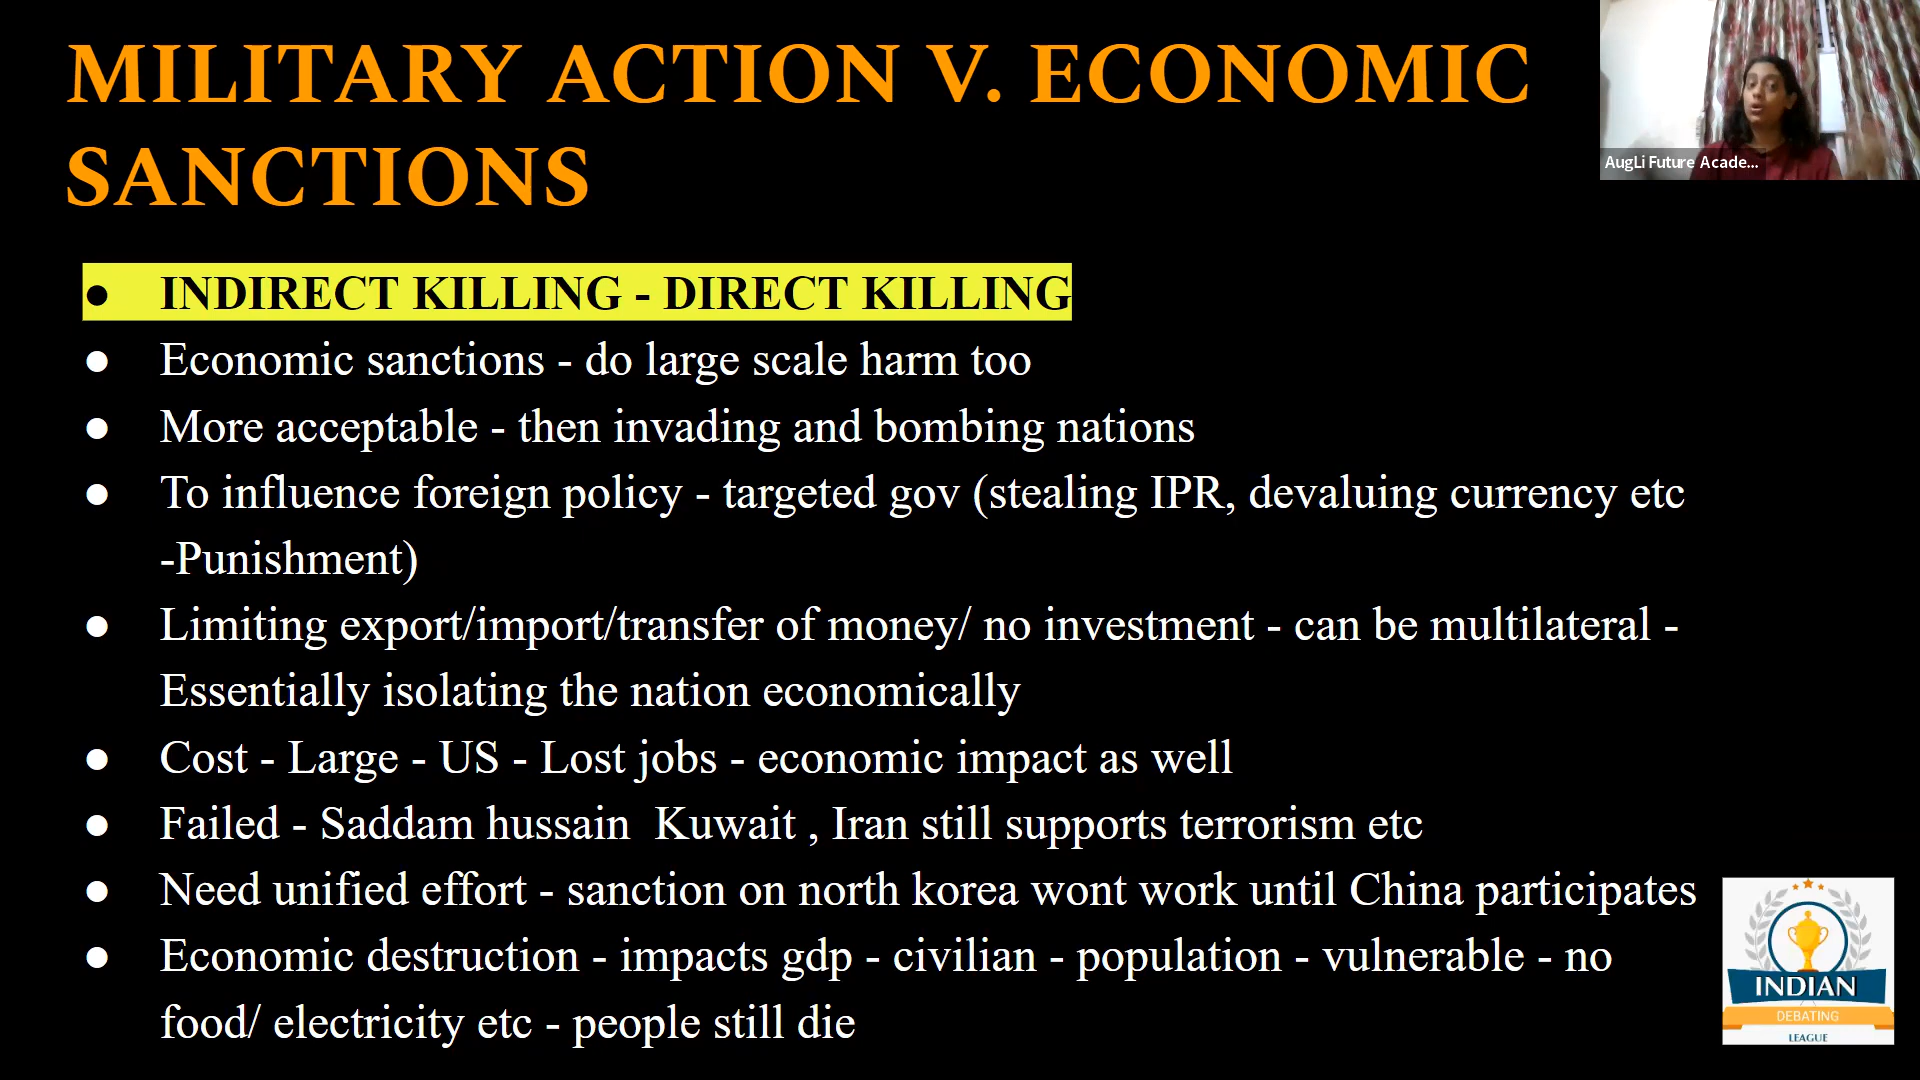 MILITARY ACTION V. ECONOMIC
SANCTIONS
AugLi Future Acade...
● INDIRECT KILLING - DIRECT KILLING
● Economic sanctions - do large scale harm too
● More acceptable - then invading and bombing nations
● To influence foreign policy - targeted gov (stealing IPR, devaluing currency etc
-Punishment)
● Limiting export/import/transfer of money/ no investment - can be multilateral -
Essentially isolating the nation economically
● Cost - Large - US - Lost jobs - economic impact as well
● Failed - Saddam hussain  Kuwait , Iran still supports terrorism etc
● Need unified effort - sanction on north korea wont work until China participates
● Economic destruction - impacts gdp - civilian - population - vulnerable - no
food/ electricity etc - people still die
INDIAN
DEBATING
LEAGUE